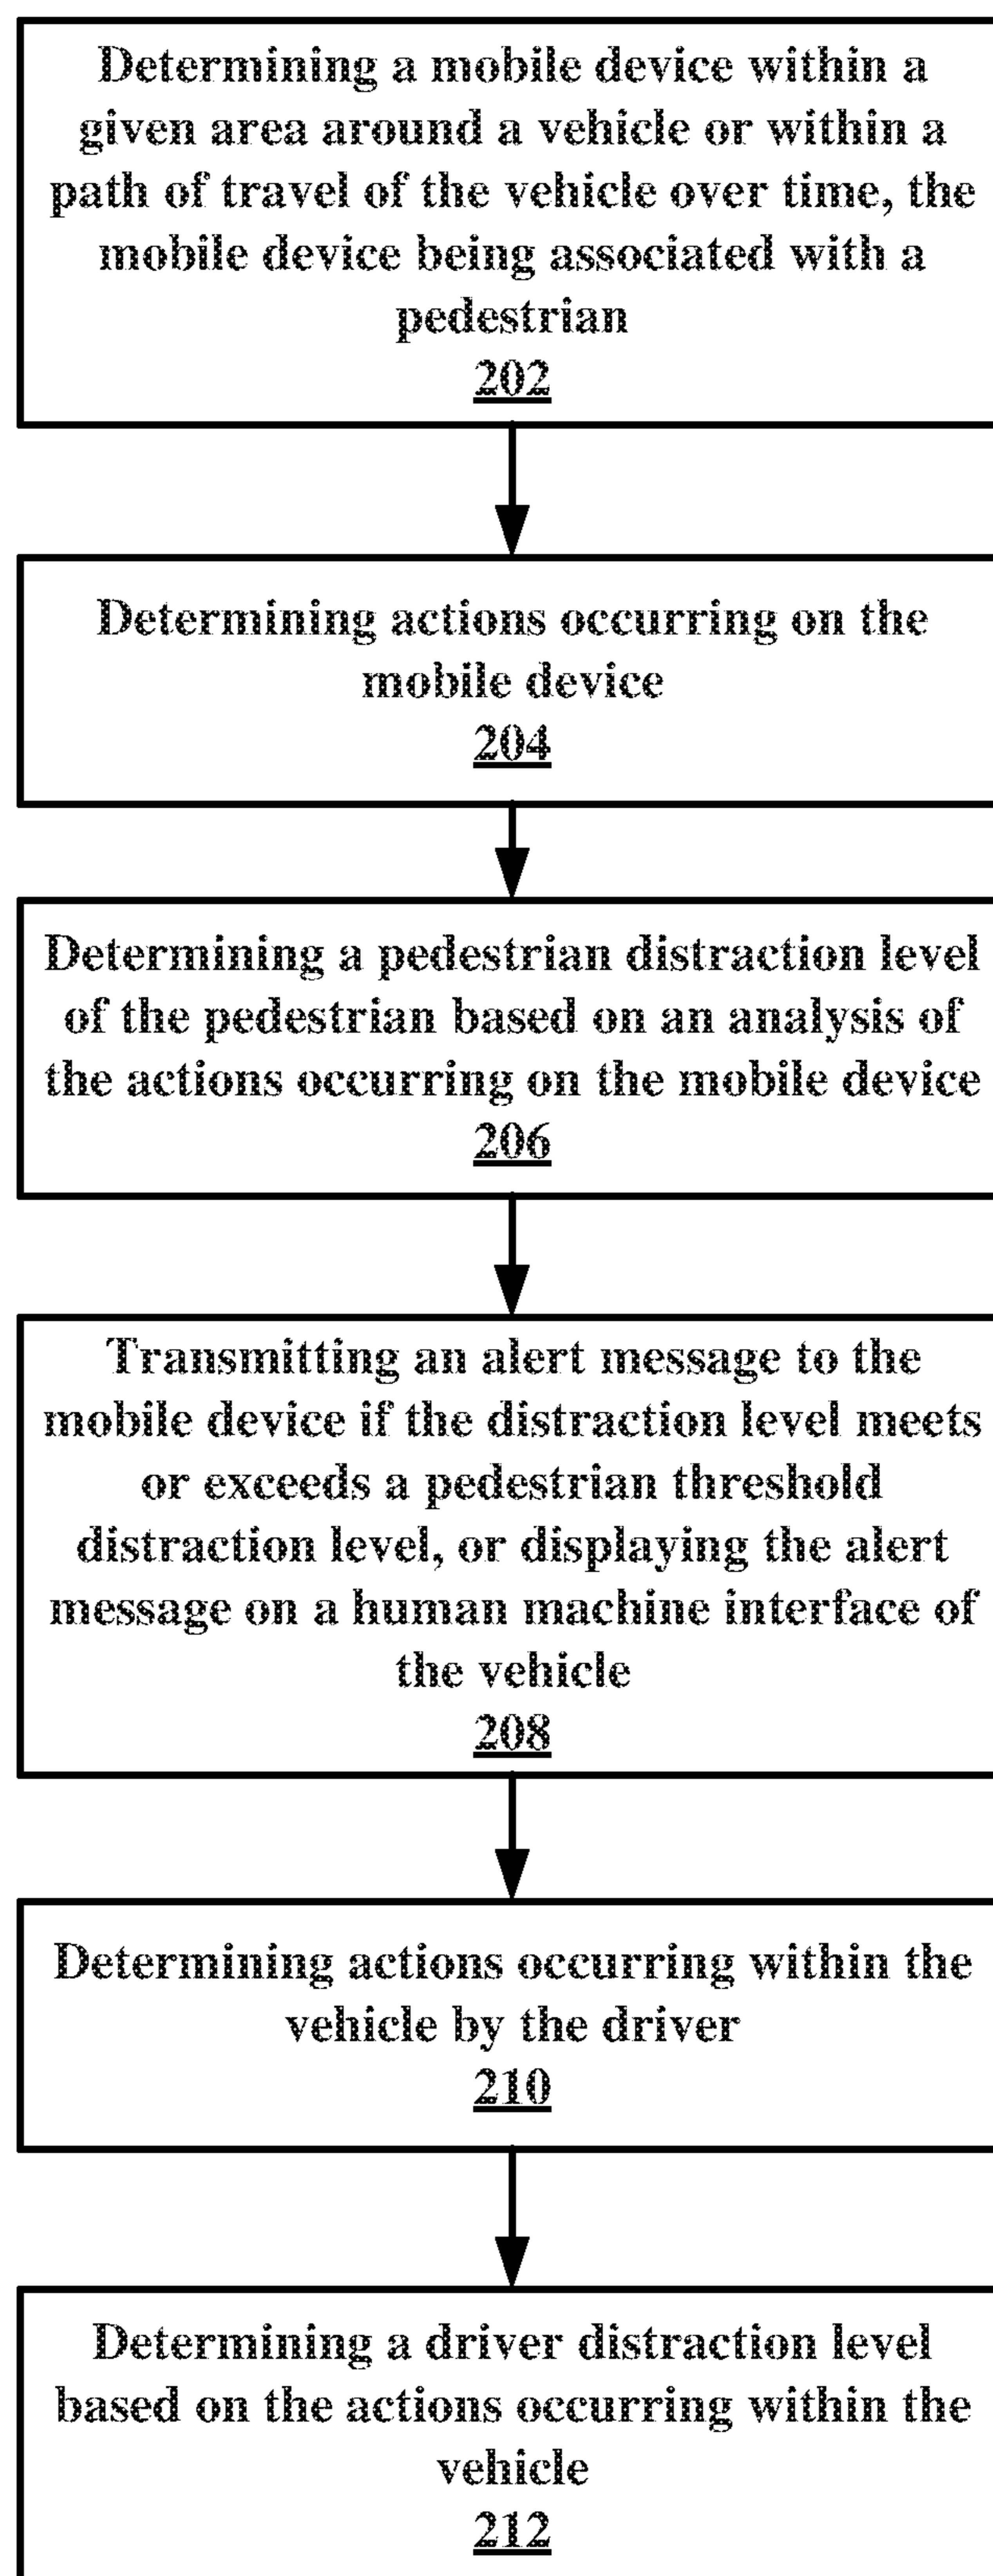 Determining a mobile device within a
given area around a vehicle or within a
path of travel of the vehicle over time, the
mobile device being associated with a
pedestrian
202
Determining actions occurring on the
mobile device
204
Determining a pedestrian distraction level
of the pedestrian based on an analysis of
the actions occurring on the mobile device
206
Transmitting an alert message to the
mobile device if the distraction level meets
or exceeds a pedestrian threshold
distraction level, or displaying the alert
message on a human machine interface of
the vehicle
208
Determining actions occurring within the
vehicle by the driver
210
Determining a driver distraction level
based on the actions occurring within the
vehicle
212